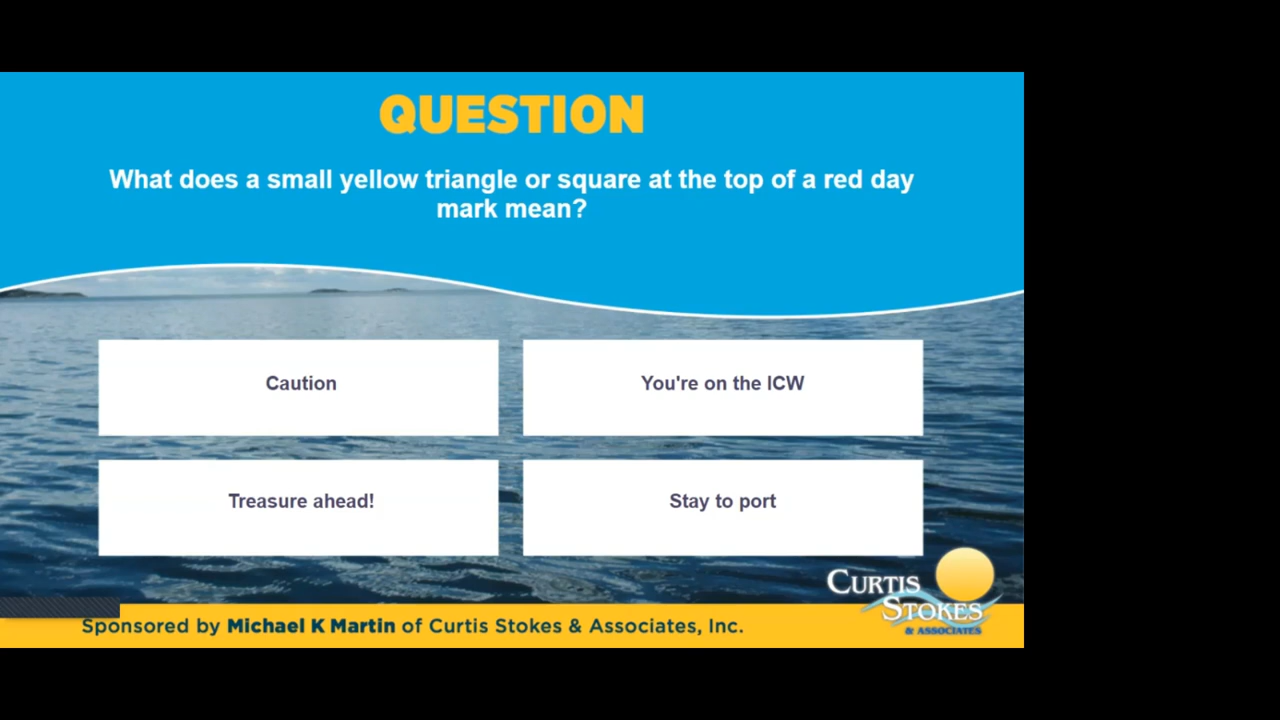 QUESTION
What does a small yellow triangle or square at the top of a red day
mark mean?
Caution
You're on the ICW
Treasure ahead!
Stay to port
CURTIS
STOKES
& ASSOCIATES
Sponsored by Michael K Martin of Curtis Stokes & Associates, Inc.